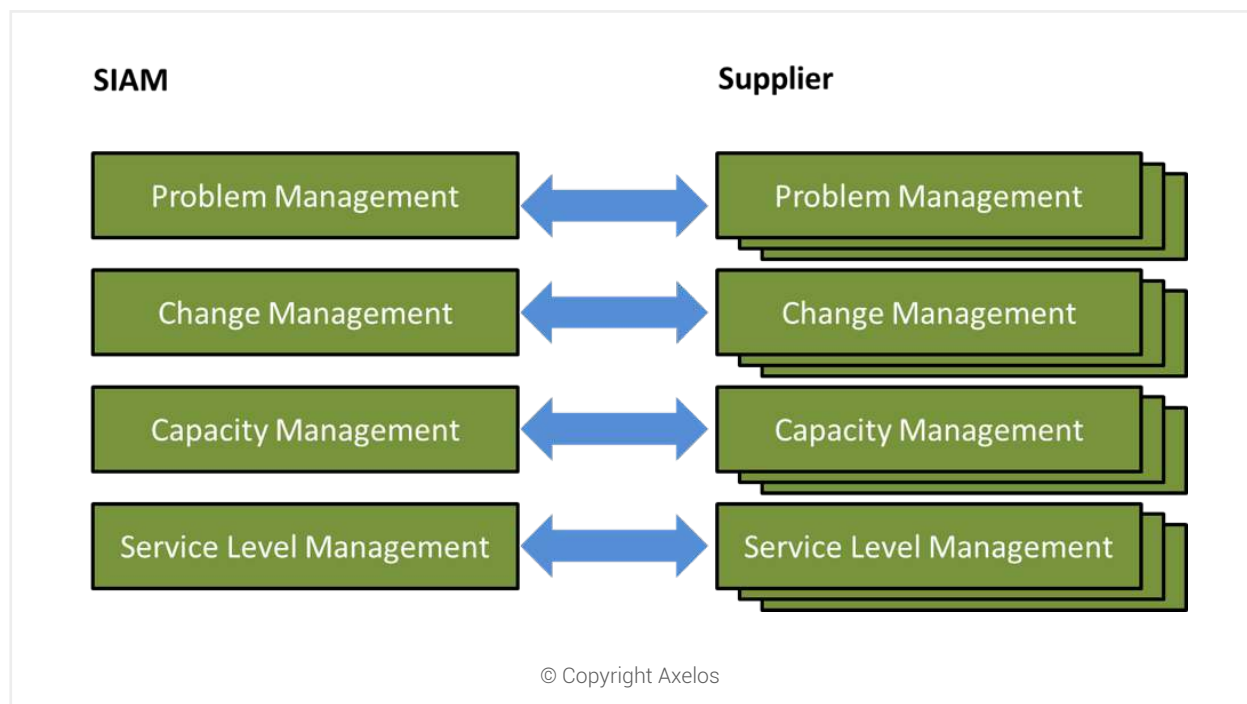 SIAM
Supplier
Problem Management
Problem Management
Change Management
Change Management
Capacity Management
Capacity Management
Service Level Management
Service Level Management
© Copyright Axelos